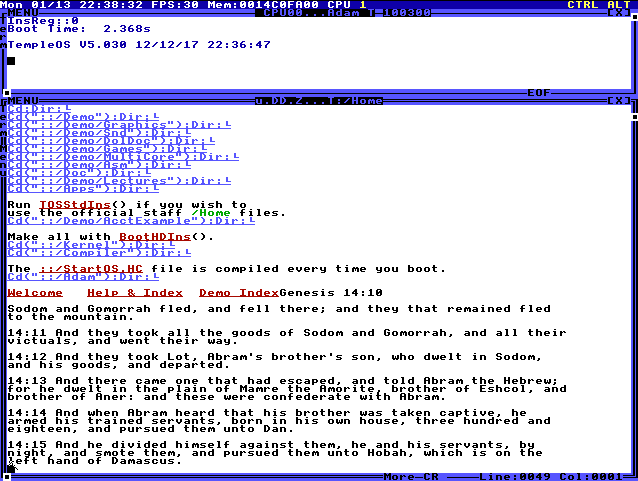 Mon 01/13 22:38:32 FPS:30 Mem:0014C0FA00 CPU 1 CTRL ALT
MENU CPU00...Adam T 100300 [X]
InsReg::0
Boot Time: 2.368s
TempleOS V5.030 12/12/17 22:36:47
EOF
MENU u.DD.Z...T:/Home [X]
Cd;Dir;
Cd("::/Demo");Dir;
Cd("::/Demo/Graphics");Dir;
Cd("::/Demo/Snd");Dir;
Cd("::/Demo/DolDoc");Dir;
Cd("::/Demo/Games");Dir;
Cd("::/Demo/MultiCore");Dir;
Cd("::/Demo/Asm");Dir;
Cd("::/Doc");Dir;
Cd("::/Demo/Lectures");Dir;
Cd("::/Apps");Dir;
Run TOSStdIns() if you wish to
use the official staff /Home files.
Cd("::/Demo/AcctExample");Dir;
Make all with BootHDIns().
Cd("::/Kernel");Dir;
Cd("::/Compiler");Dir;
The ::/StartOS.HC file is compiled every time you boot.
Cd("::/Adam");Dir;
Welcome Help & Index Demo IndexGenesis 14:10
Sodom and Gomorrah fled, and fell there; and they that remained fled
to the mountain.
14:11 And they took all the goods of Sodom and Gomorrah, and all their
victuals, and went their way.
14:12 And they took Lot, Abram's brother's son, who dwelt in Sodom,
and his goods, and departed.
14:13 And there came one that had escaped, and told Abram the Hebrew;
for he dwelt in the plain of Mamre the Amorite, brother of Eshcol, and
brother of Aner: and these were confederate with Abram.
14:14 And when Abram heard that his brother was taken captive, he
armed his trained servants, born in his own house, three hundred and
eighteen, and pursued them unto Dan.
14:15 And he divided himself against them, he and his servants, by
night, and smote them, and pursued them unto Hobah, which is on the
left hand of Damascus.
More-CR Line:0049 Col:0001